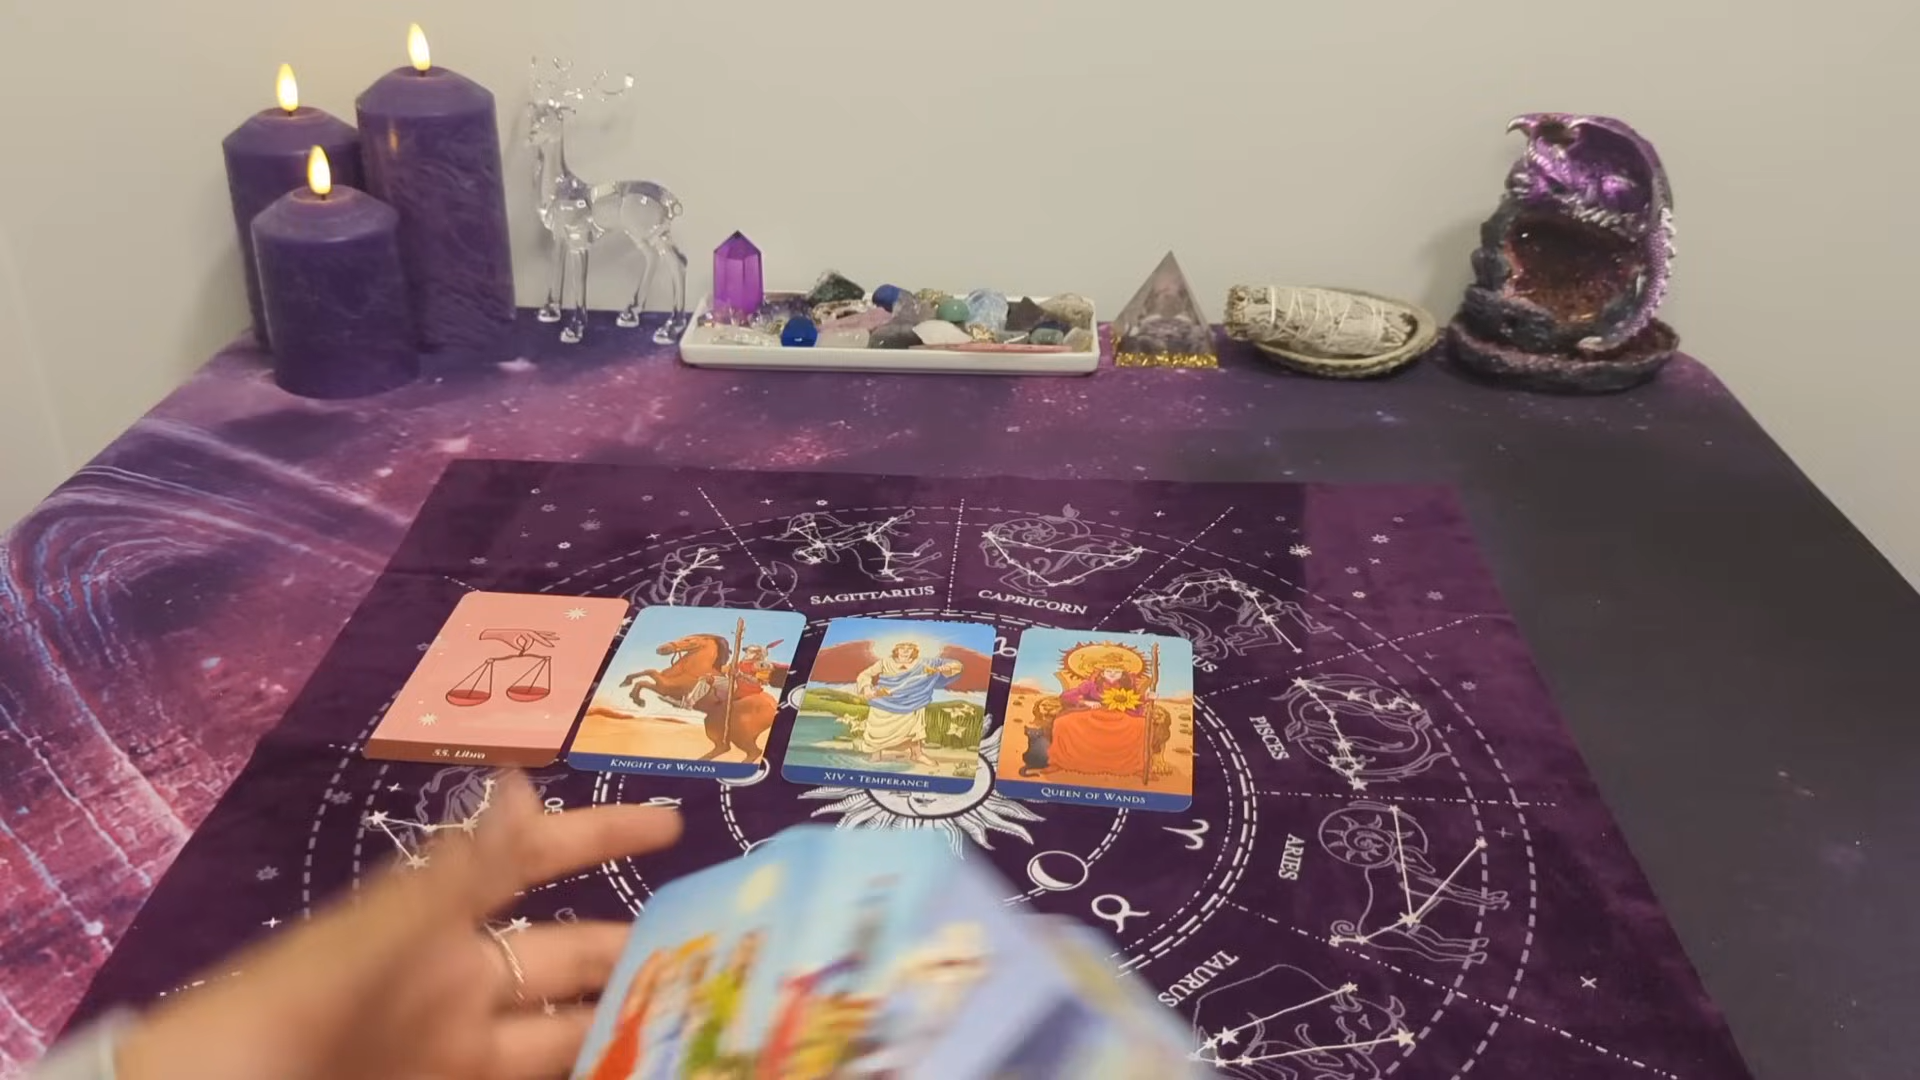 SAGITTARIUS
CAPRICORN
55. Libra
KNIGHT OF WANDS
XIV • TEMPERANCE
QUEEN OF WANDS
PISCES
ARIES
TAURUS